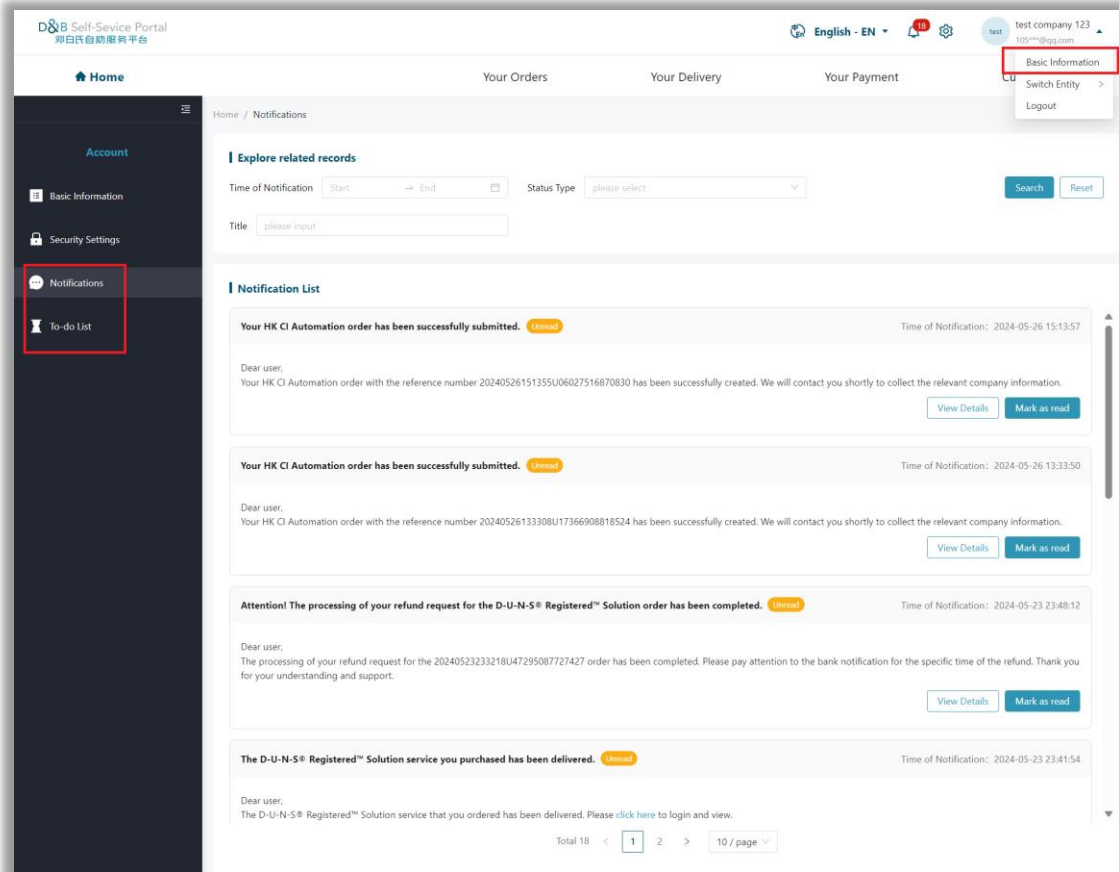 D&B Self-Sevice Portal
邓白氏自助服务平台
English - EN
18
test
test company 123
105***@qq.com
Home
Your Orders
Your Delivery
Your Payment
Basic Information
Switch Entity >
Logout
Home / Notifications
Account
Basic Information
Security Settings
Notifications
To-do List
Explore related records
Time of Notification Start → End Status Type please select Search Reset
Title please input
Notification List
Your HK CI Automation order has been successfully submitted. Unread Time of Notification: 2024-05-26 15:13:57
Dear user,
Your HK CI Automation order with the reference number 20240526151355U06027516870830 has been successfully created. We will contact you shortly to collect the relevant company information.
View Details Mark as read
Your HK CI Automation order has been successfully submitted. Unread Time of Notification: 2024-05-26 13:33:50
Dear user,
Your HK CI Automation order with the reference number 20240526133308U17366908818524 has been successfully created. We will contact you shortly to collect the relevant company information.
View Details Mark as read
Attention! The processing of your refund request for the D-U-N-S® Registered™ Solution order has been completed. Unread Time of Notification: 2024-05-23 23:48:12
Dear user,
The processing of your refund request for the 20240523233218U47295087727427 order has been completed. Please pay attention to the bank notification for the specific time of the refund. Thank you
for your understanding and support.
View Details Mark as read
The D-U-N-S® Registered™ Solution service you purchased has been delivered. Unread Time of Notification: 2024-05-23 23:41:54
Dear user,
The D-U-N-S® Registered™ Solution service that you ordered has been delivered. Please click here to login and view.
Total 18 < 1 2 > 10 / page